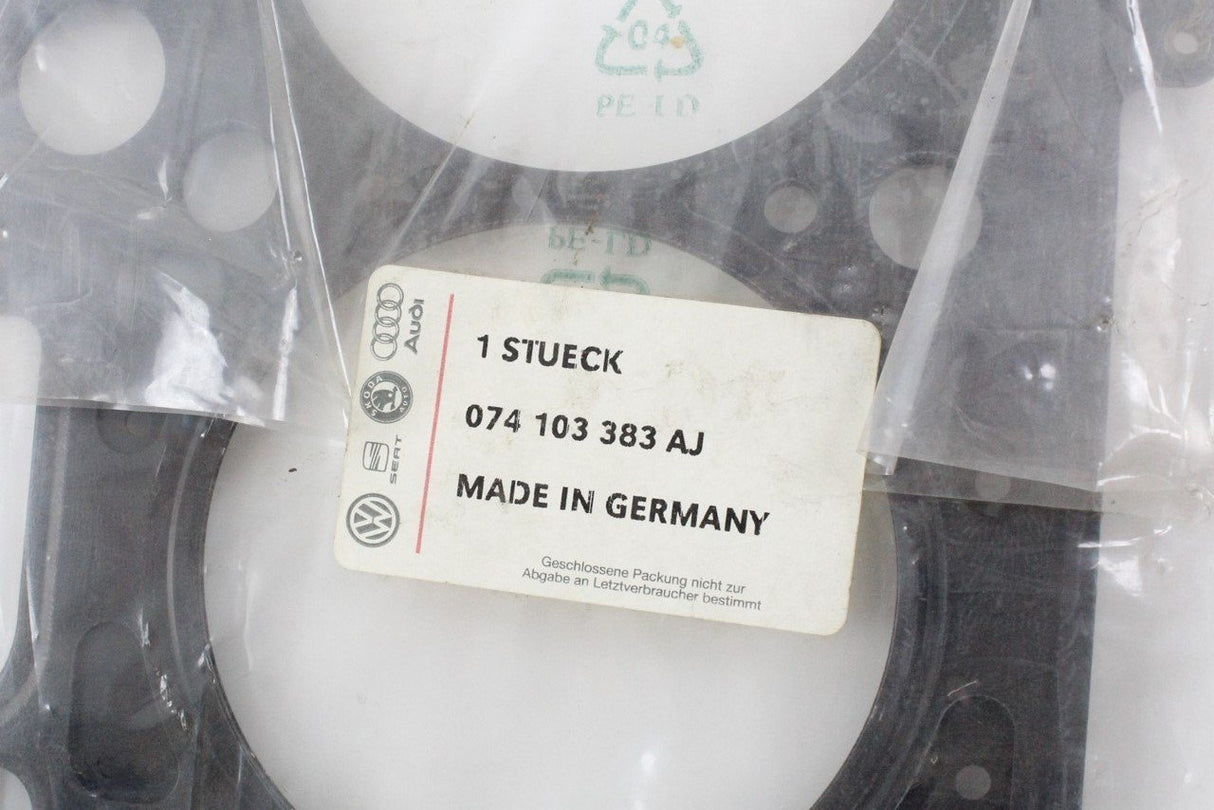 04
PE-LD
PE-LD
Audi
SKODA
AUTO
SEAT
1 STUECK
074 103 383 AJ
MADE IN GERMANY
Geschlossene Packung nicht zur
Abgabe an Letztverbraucher bestimmt